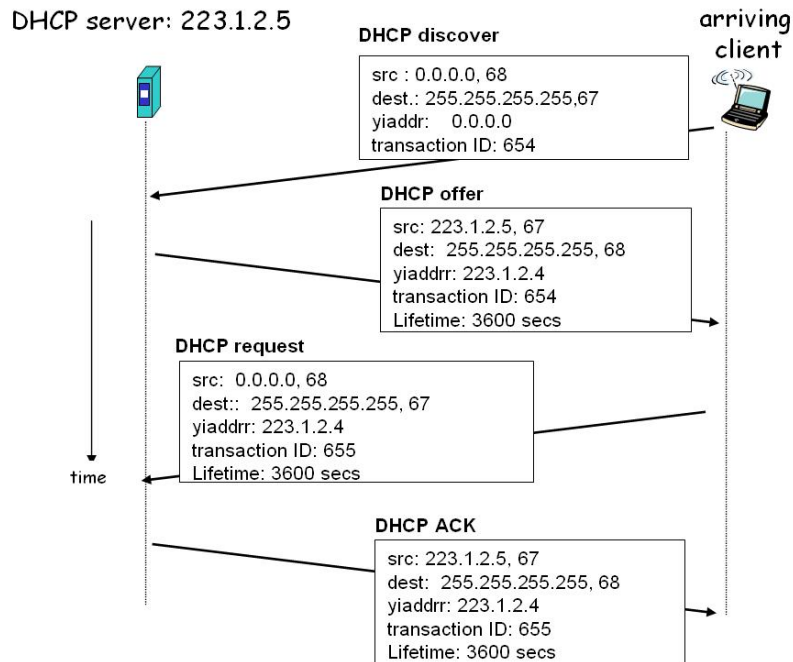 DHCP server: 223.1.2.5
arriving
client
DHCP discover
src : 0.0.0.0, 68
dest.: 255.255.255.255,67
yiaddr: 0.0.0.0
transaction ID: 654
DHCP offer
src: 223.1.2.5, 67
dest: 255.255.255.255, 68
yiaddrr: 223.1.2.4
transaction ID: 654
Lifetime: 3600 secs
DHCP request
src: 0.0.0.0, 68
dest:: 255.255.255.255, 67
yiaddrr: 223.1.2.4
transaction ID: 655
Lifetime: 3600 secs
time
DHCP ACK
src: 223.1.2.5, 67
dest: 255.255.255.255, 68
yiaddrr: 223.1.2.4
transaction ID: 655
Lifetime: 3600 secs